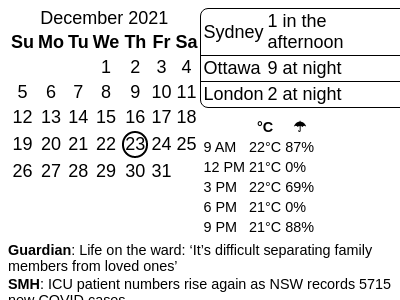 December 2021
Su Mo Tu We Th Fr Sa
1 2 3 4
5 6 7 8 9 10 11
12 13 14 15 16 17 18
19 20 21 22 23 24 25
26 27 28 29 30 31
Sydney 1 in the afternoon
Ottawa 9 at night
London 2 at night
°C ☂
9 AM 22°C 87%
12 PM 21°C 0%
3 PM 22°C 69%
6 PM 21°C 0%
9 PM 21°C 88%
Guardian: Life on the ward: ‘It’s difficult separating family
members from loved ones’
SMH: ICU patient numbers rise again as NSW records 5715
new COVID cases